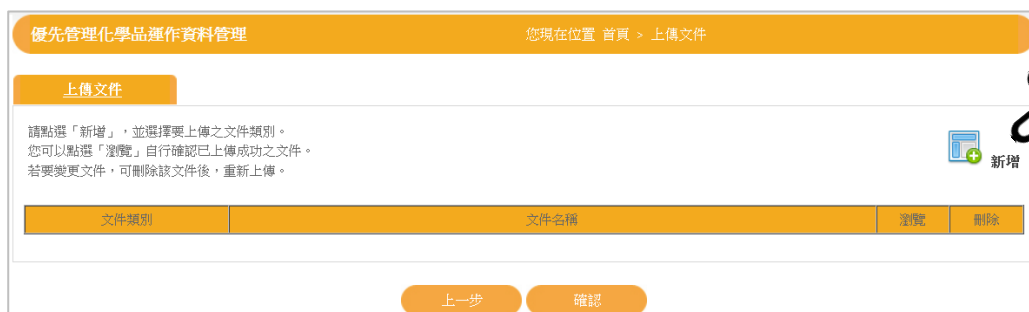 優先管理化學品運作資料管理 您現在位置 首頁 > 上傳文件
上傳文件
請點選「新增」，並選擇要上傳之文件類別。
您可以點選「瀏覽」自行確認已上傳成功之文件。
若要變更文件，可刪除該文件後，重新上傳。
新增
文件類別 文件名稱 瀏覽 刪除
上一步 確認